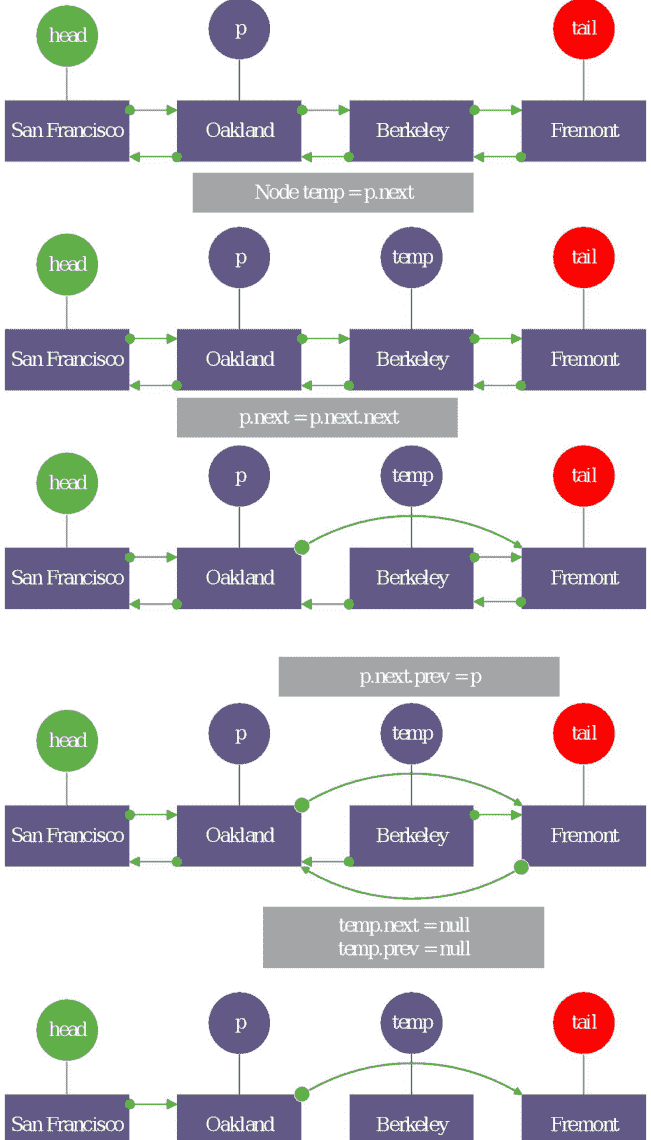 head
p
tail
San Francisco
Oakland
Berkeley
Fremont
Node temp = p.next
head
p
temp
tail
San Francisco
Oakland
Berkeley
Fremont
p.next = p.next.next
head
p
temp
tail
San Francisco
Oakland
Berkeley
Fremont
p.next.prev = p
head
p
temp
tail
San Francisco
Oakland
Berkeley
Fremont
temp.next = null
temp.prev = null
head
p
temp
tail
San Francisco
Oakland
Berkeley
Fremont